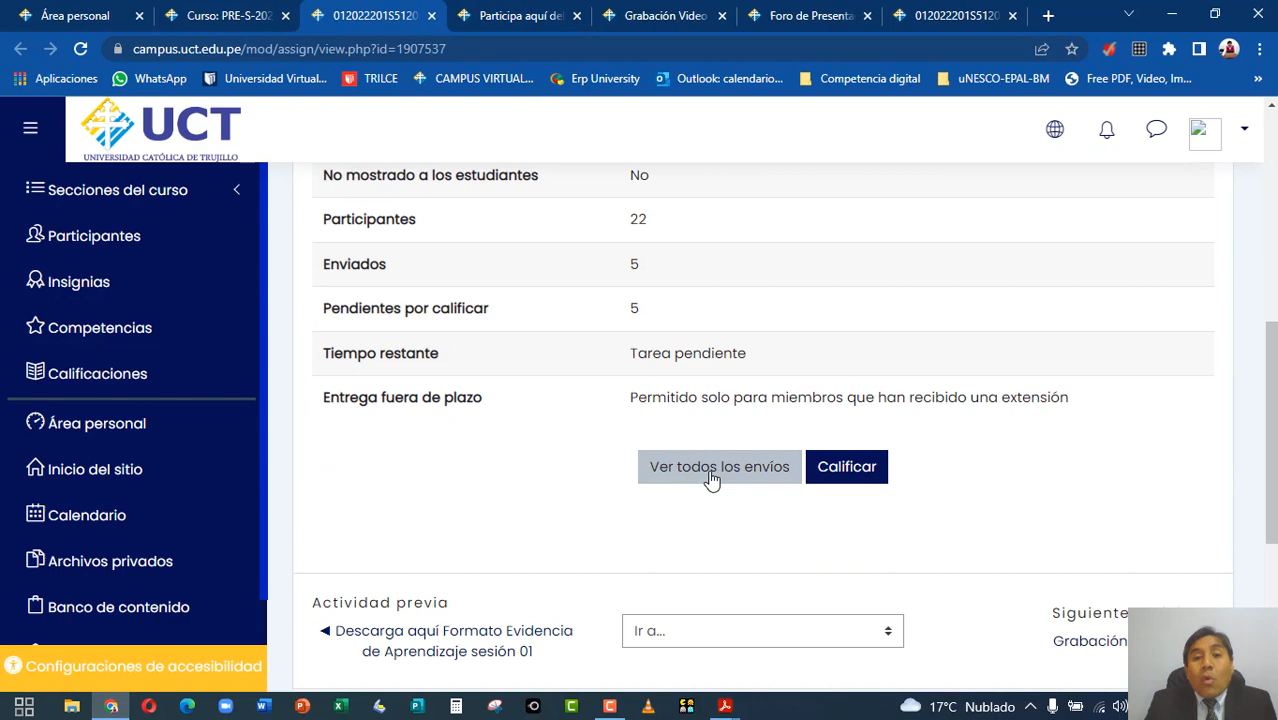 Área personal
Curso: PRE-S-202
012022201S5120
Participa aquí del
Grabación Video
Foro de Presenta
012022201S5120
campus.uct.edu.pe/mod/assign/view.php?id=1907537
Aplicaciones
WhatsApp
Universidad Virtual...
TRILCE
CAMPUS VIRTUAL...
Erp University
Outlook: calendario...
Competencia digital
uNESCO-EPAL-BM
Free PDF, Video, Im...
»
UCT
UNIVERSIDAD CATÓLICA DE TRUJILLO
Secciones del curso
Participantes
Insignias
Competencias
Calificaciones
Área personal
Inicio del sitio
Calendario
Archivos privados
Banco de contenido
Configuraciones de accesibilidad
No mostrado a los estudiantes No
Participantes 22
Enviados 5
Pendientes por calificar 5
Tiempo restante Tarea pendiente
Entrega fuera de plazo Permitido solo para miembros que han recibido una extensión
Ver todos los envíos Calificar
Actividad previa
◄ Descarga aquí Formato Evidencia
de Aprendizaje sesión 01
Ir a...
Siguiente
Grabación
17°C Nublado